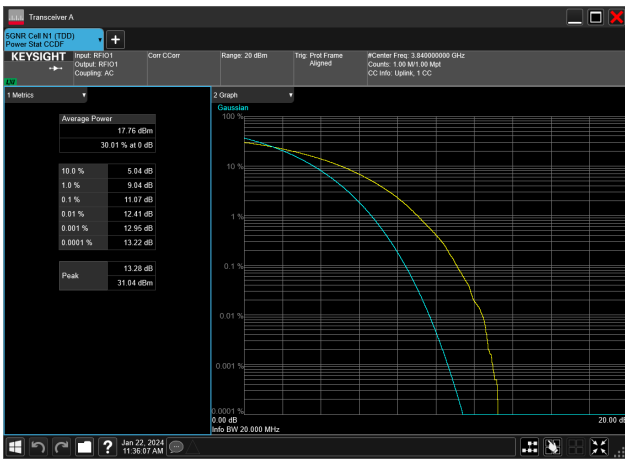 Transceiver A
5GNR Cell N1 (TDD)
Power Stat CCDF
KEYSIGHT
Input: RFIO1
Output: RFIO1
Coupling: AC
Corr CCorr
Range: 20 dBm
Trig: Prot Frame
Aligned
#Center Freq: 3.840000000 GHz
Counts: 1.00 M/1.00 Mpt
CC Info: Uplink, 1 CC
1 Metrics
Average Power
17.76 dBm
30.01 % at 0 dB
10.0 % 5.04 dB
1.0 % 9.04 dB
0.1 % 11.07 dB
0.01 % 12.41 dB
0.001 % 12.95 dB
0.0001 % 13.22 dB
Peak
13.28 dB
31.04 dBm
2 Graph
Gaussian
100 %
10 %
1 %
0.1 %
0.01 %
0.001 %
0.0001 %
0.00 dB
20.00 dB
Info BW 20.000 MHz
Jan 22, 2024
11:36:07 AM